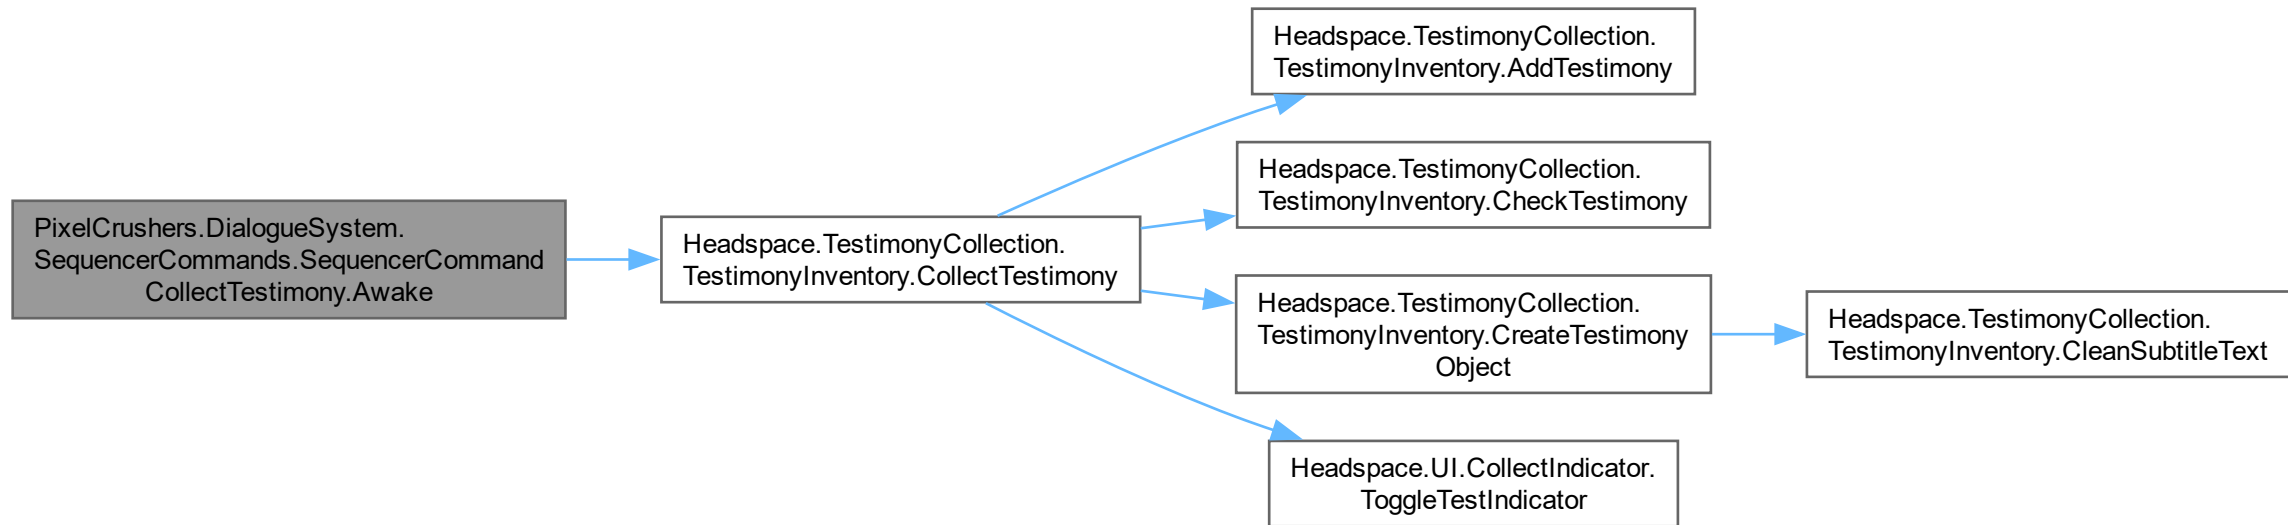 PixelCrushers.DialogueSystem.
SequencerCommands.SequencerCommand
CollectTestimony.Awake
Headspace.TestimonyCollection.
TestimonyInventory.CollectTestimony
Headspace.TestimonyCollection.
TestimonyInventory.AddTestimony
Headspace.TestimonyCollection.
TestimonyInventory.CheckTestimony
Headspace.TestimonyCollection.
TestimonyInventory.CreateTestimony
Object
Headspace.TestimonyCollection.
TestimonyInventory.CleanSubtitleText
Headspace.UI.CollectIndicator.
ToggleTestIndicator